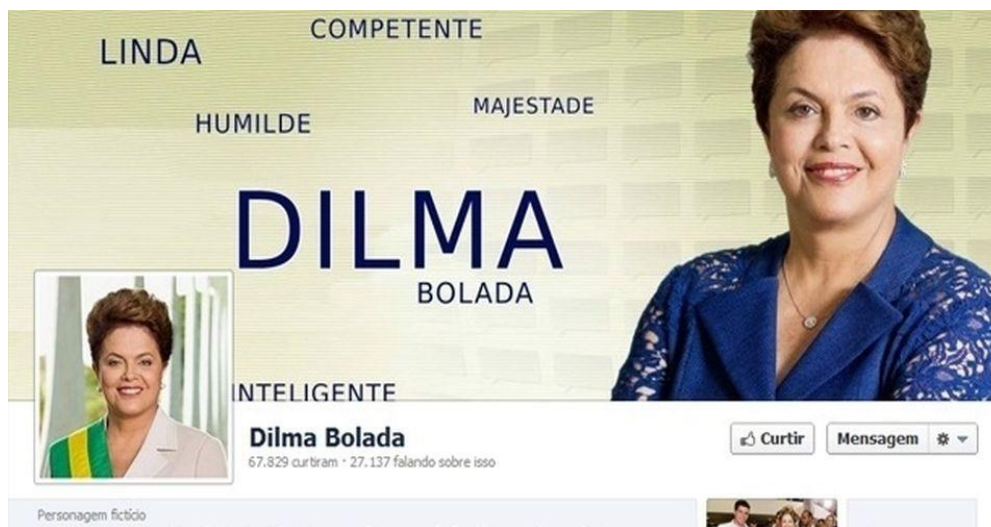 COMPETENTE
LINDA
MAJESTADE
HUMILDE
DILMA
BOLADA
INTELIGENTE
Dilma Bolada
Curtir
Mensagem
67.829 curtiram · 27.137 falando sobre isso
Personagem fictício